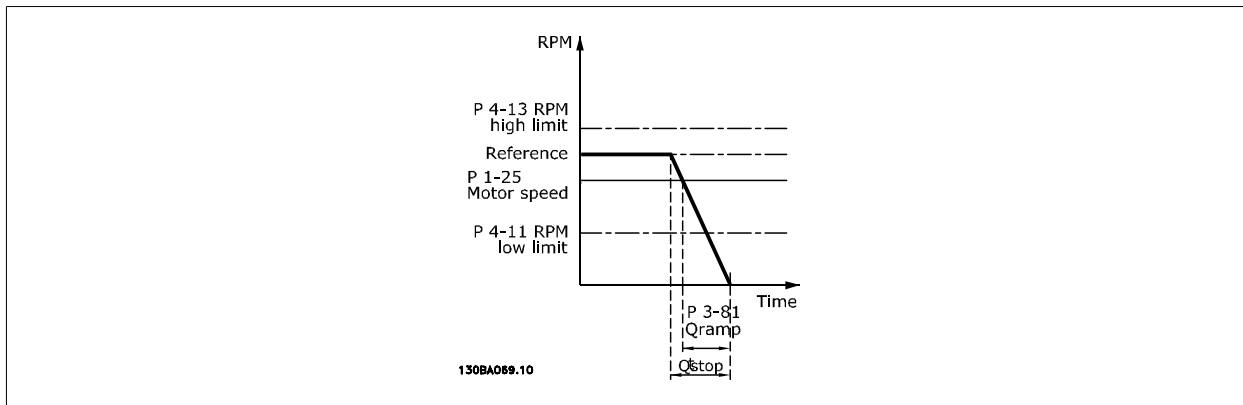 RPM
P 4-13 RPM
high limit
Reference
P 1-25
Motor speed
P 4-11 RPM
low limit
Time
P 3-81
Qramp
Qstop
130BA069.10